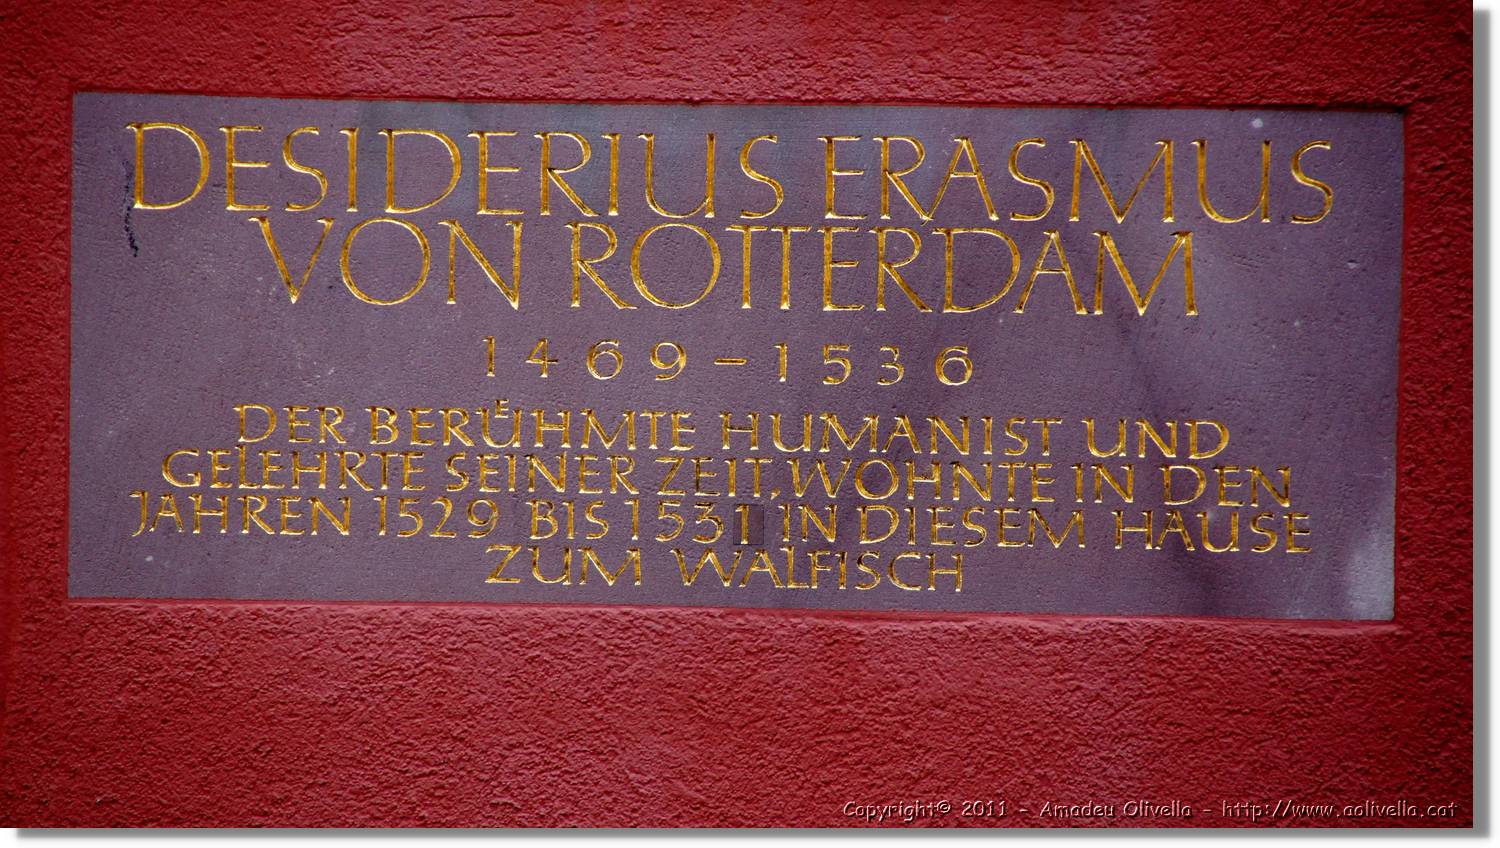 DESIDERIUS ERASMUS
VON ROTTERDAM
1469-1536
DER BERÜHMTE HUMANIST UND
GELEHRTE SEINER ZEIT, WOHNTE IN DEN
JAHREN 1529 BIS 1531 IN DIESEM HAUSE
ZUM WALFISCH
Copyright© 2011 - Amadeu Olivella - http://www.aolivella.cat